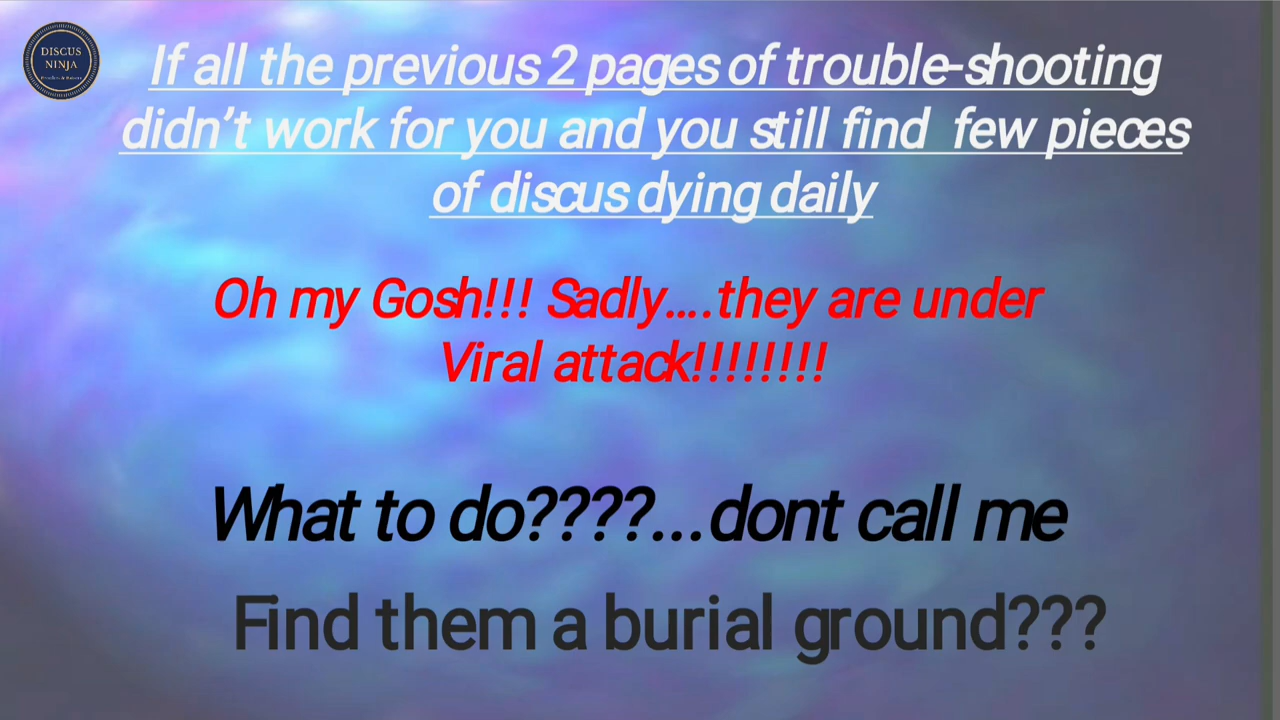 DISCUS
NINJA
If all the previous 2 pages of trouble-shooting
didn’t work for you and you still find few pieces
of discus dying daily
Oh my Gosh!!! Sadly....they are under
Viral attack!!!!!!!!
What to do????...dont call me
Find them a burial ground???